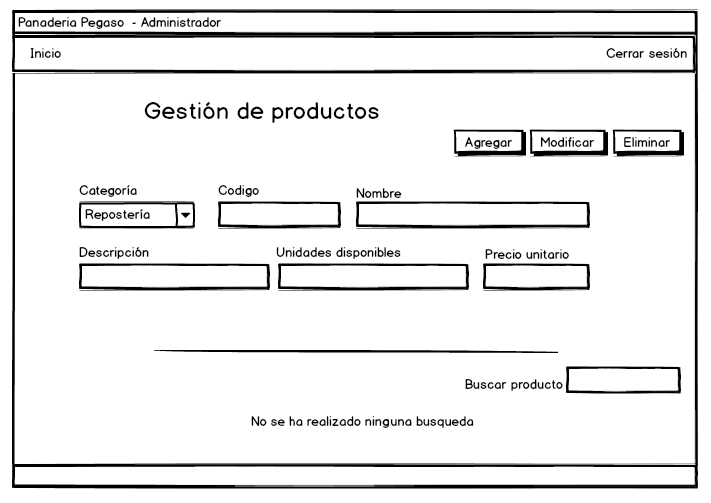 Panaderia Pegaso - Administrador
Inicio
Cerrar sesión
Gestión de productos
Agregar
Modificar
Eliminar
Categoría
Codigo
Nombre
Repostería
Descripción
Unidades disponibles
Precio unitario
Buscar producto
No se ha realizado ninguna busqueda